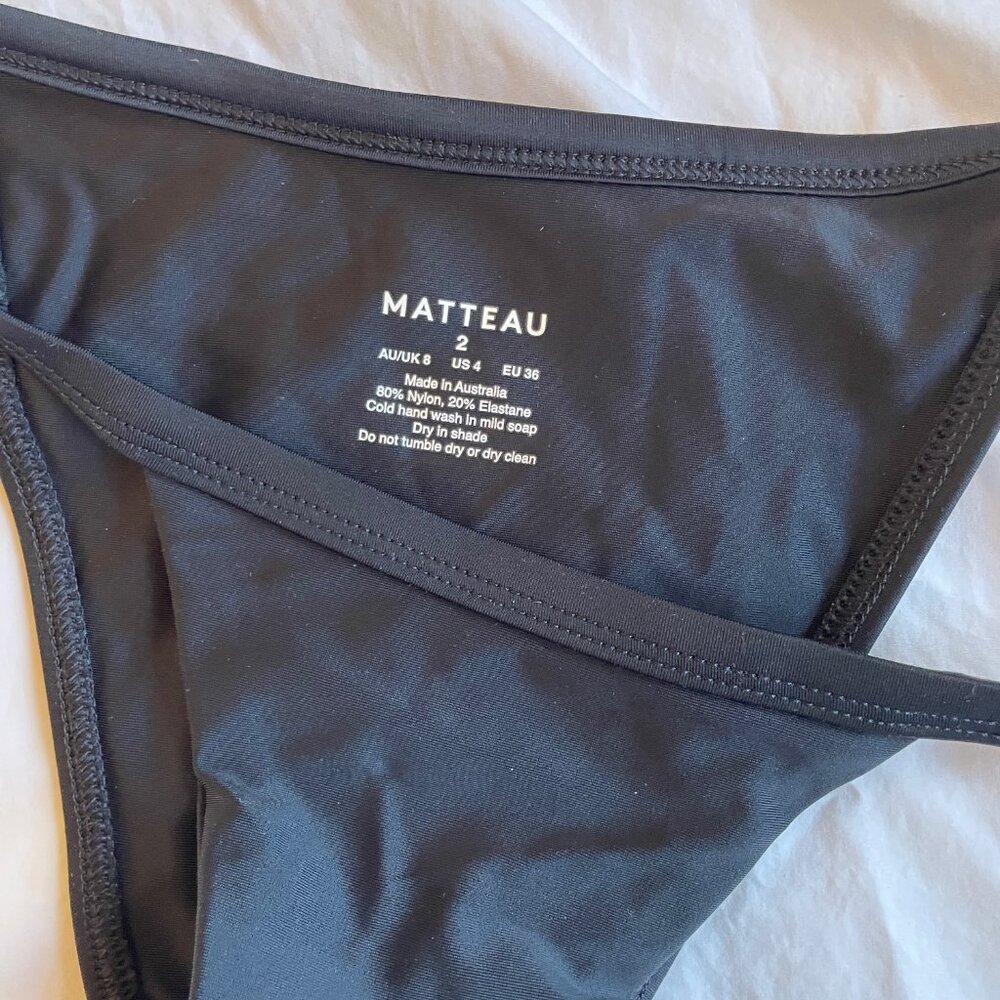 MATTEAU
2
AU/UK 8 US 4 EU 36
Made in Australia
80% Nylon, 20% Elastane
Cold hand wash in mild soap
Dry in shade
Do not tumble dry or dry clean